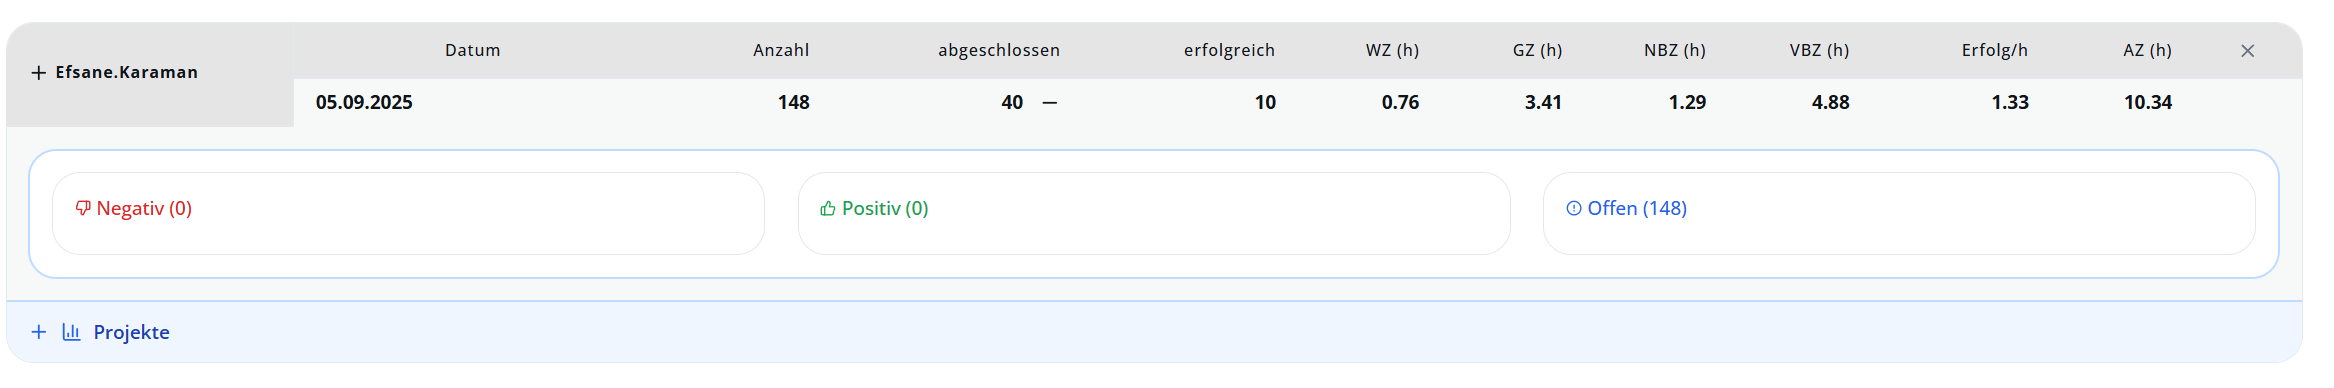 Datum Anzahl abgeschlossen erfolgreich WZ (h) GZ (h) NBZ (h) VBZ (h) Erfolg/h AZ (h)
Efsane.Karaman
05.09.2025 148 40 10 0.76 3.41 1.29 4.88 1.33 10.34
Negativ (0) Positiv (0) Offen (148)
Projekte